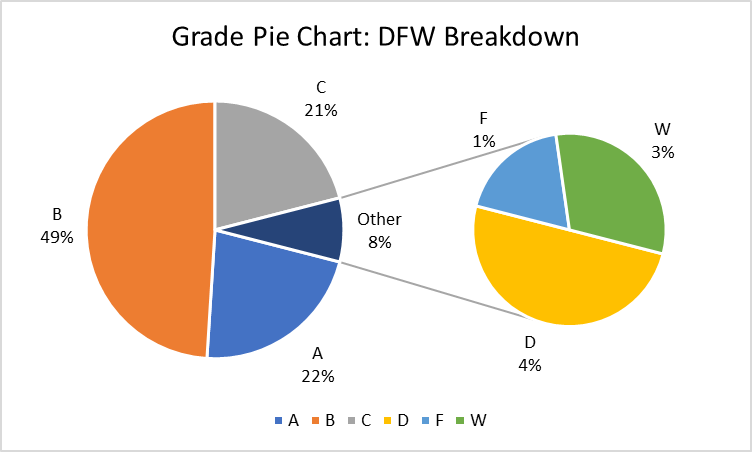 Grade Pie Chart: DFW Breakdown
C
21%
F
1%
W
3%
B
49%
Other
8%
D
4%
A
22%
A B C D F W